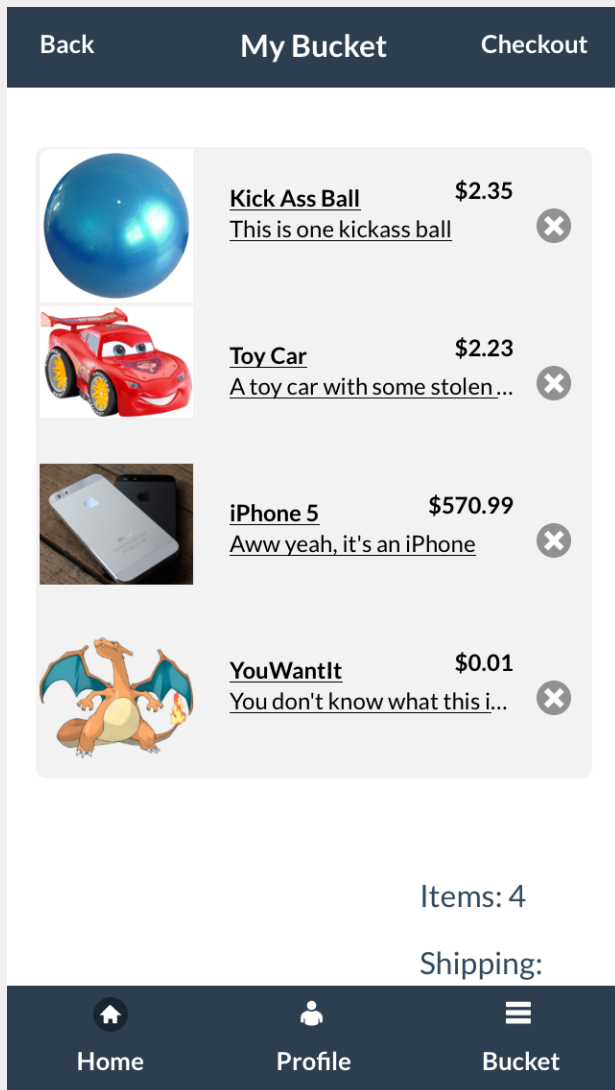 Back
My Bucket
Checkout
Kick Ass Ball
$2.35
This is one kickass ball
Toy Car
$2.23
A toy car with some stolen ...
iPhone 5
$570.99
Aww yeah, it's an iPhone
YouWantIt
$0.01
You don't know what this i...
Items: 4
Shipping:
Home
Profile
Bucket